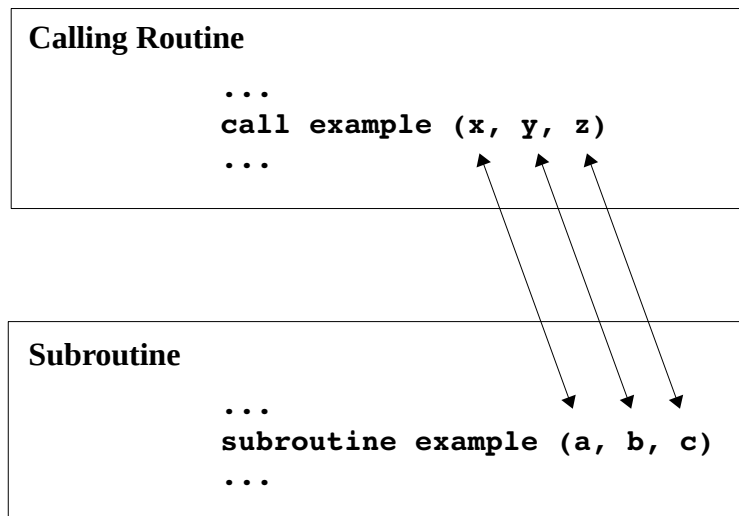 Calling Routine
...
call example (x, y, z)
...
Subroutine
...
subroutine example (a, b, c)
...